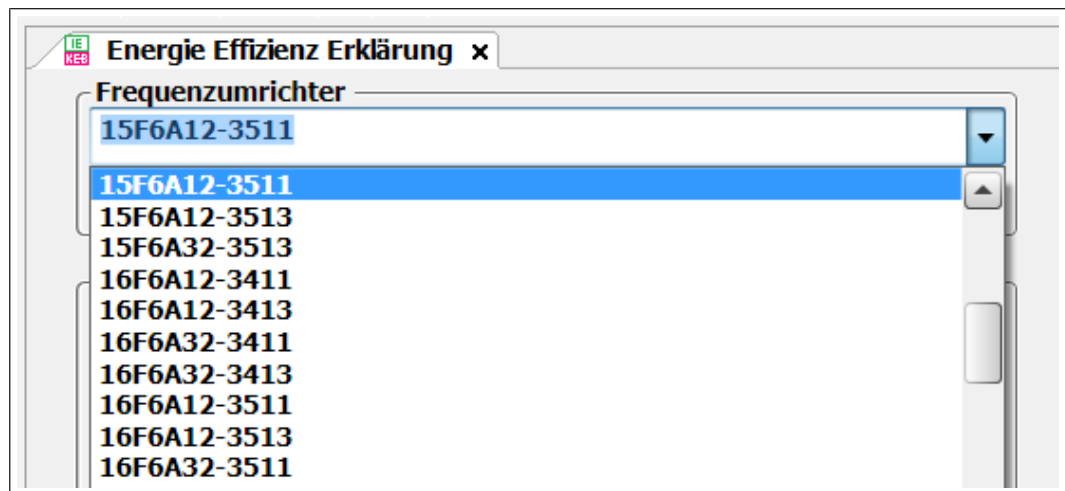 IE
KEB
Energie Effizienz Erklärung x
Frequenzumrichter
15F6A12-3511
15F6A12-3511
15F6A12-3513
15F6A32-3513
16F6A12-3411
16F6A12-3413
16F6A32-3411
16F6A32-3413
16F6A12-3511
16F6A12-3513
16F6A32-3511